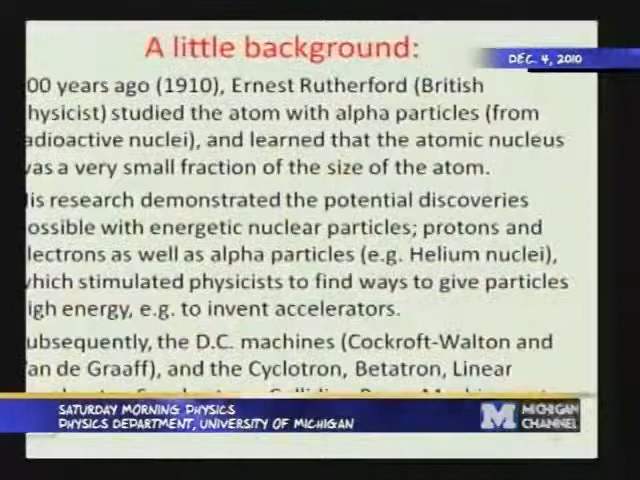 A little background:
DEC. 4, 2010
00 years ago (1910), Ernest Rutherford (British
hysicist) studied the atom with alpha particles (from
adioactive nuclei), and learned that the atomic nucleus
was a very small fraction of the size of the atom.
is research demonstrated the potential discoveries
ossible with energetic nuclear particles; protons and
lectrons as well as alpha particles (e.g. Helium nuclei),
which stimulated physicists to find ways to give particles
igh energy, e.g. to invent accelerators.
ubsequently, the D.C. machines (Cockroft-Walton and
an de Graaff), and the Cyclotron, Betatron, Linear
SATURDAY MORNING PHYSICS
PHYSICS DEPARTMENT, UNIVERSITY OF MICHIGAN
M MICHIGAN
CHANNEL